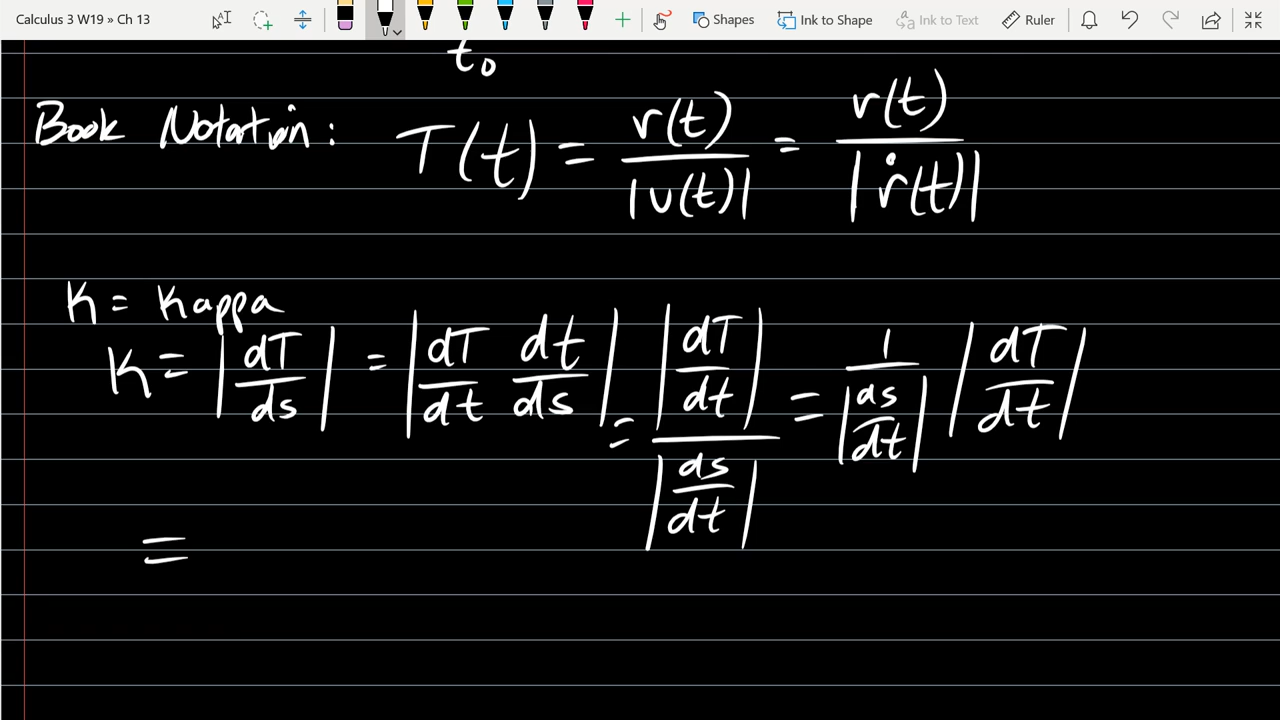 Calculus 3 W19 » Ch 13 Shapes Ink to Shape Ink to Text Ruler
t₀
Book Notation: T(t) = r(t) / |v(t)| = r(t) / |ṙ(t)|
K = Kappa
K = |dT/ds| = |dT/dt dt/ds| = |dT/dt| / |ds/dt| = 1/|ds/dt| |dT/dt|
=